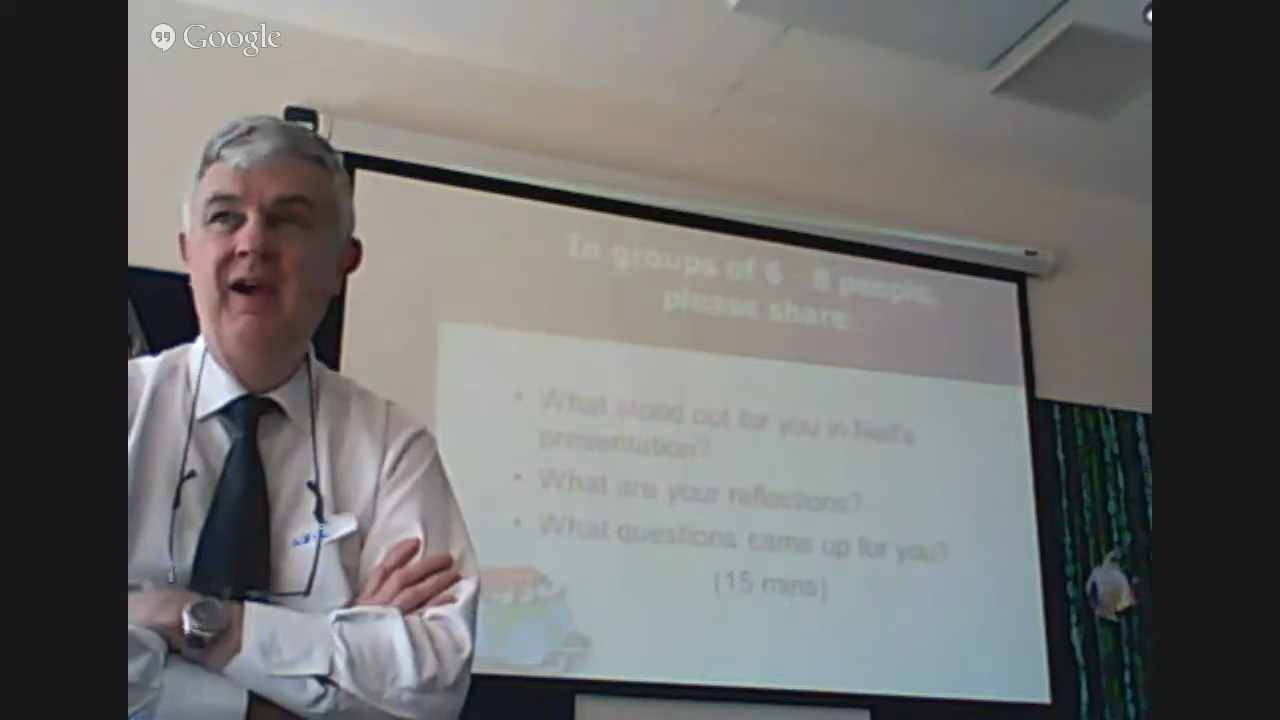 Google
In groups of 6 - 8 people,
please share
• What stood out for you in Neil's
presentation?
• What are your reflections?
• What questions came up for you?
(15 mins)